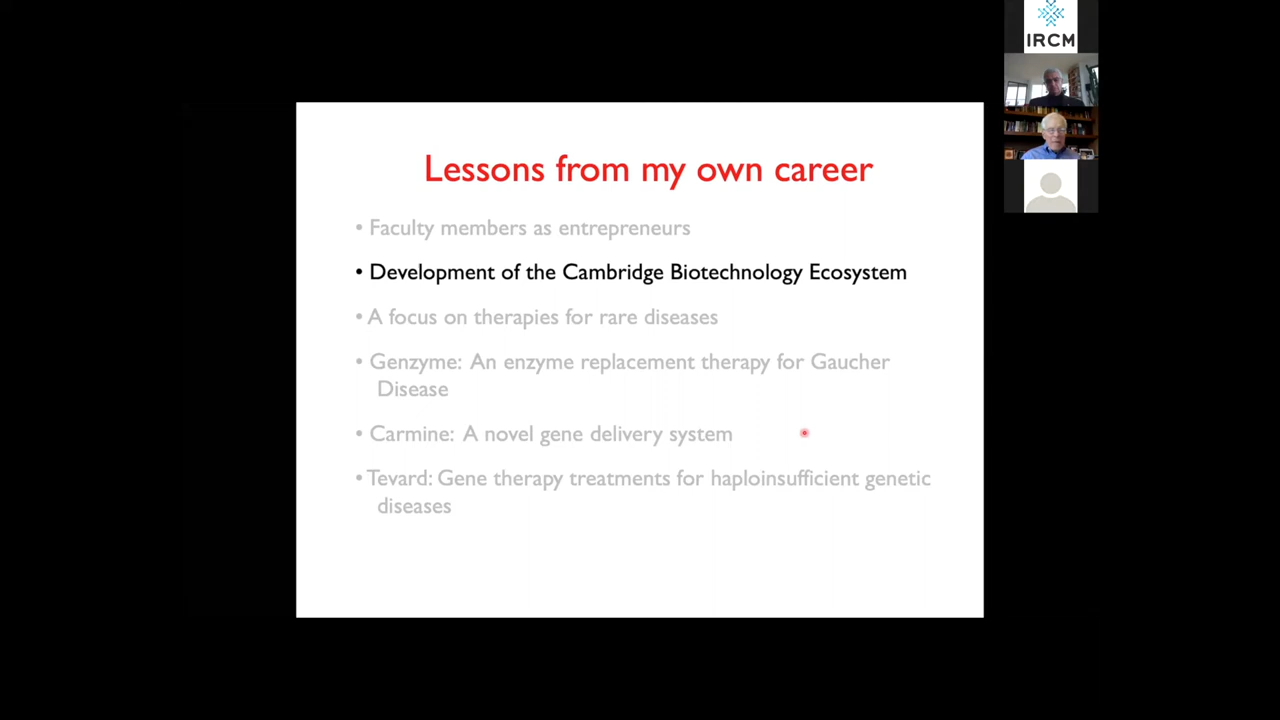 IRCM
Lessons from my own career
• Faculty members as entrepreneurs
• Development of the Cambridge Biotechnology Ecosystem
• A focus on therapies for rare diseases
• Genzyme: An enzyme replacement therapy for Gaucher
Disease
• Carmine: A novel gene delivery system
• Tevard: Gene therapy treatments for haploinsufficient genetic
diseases